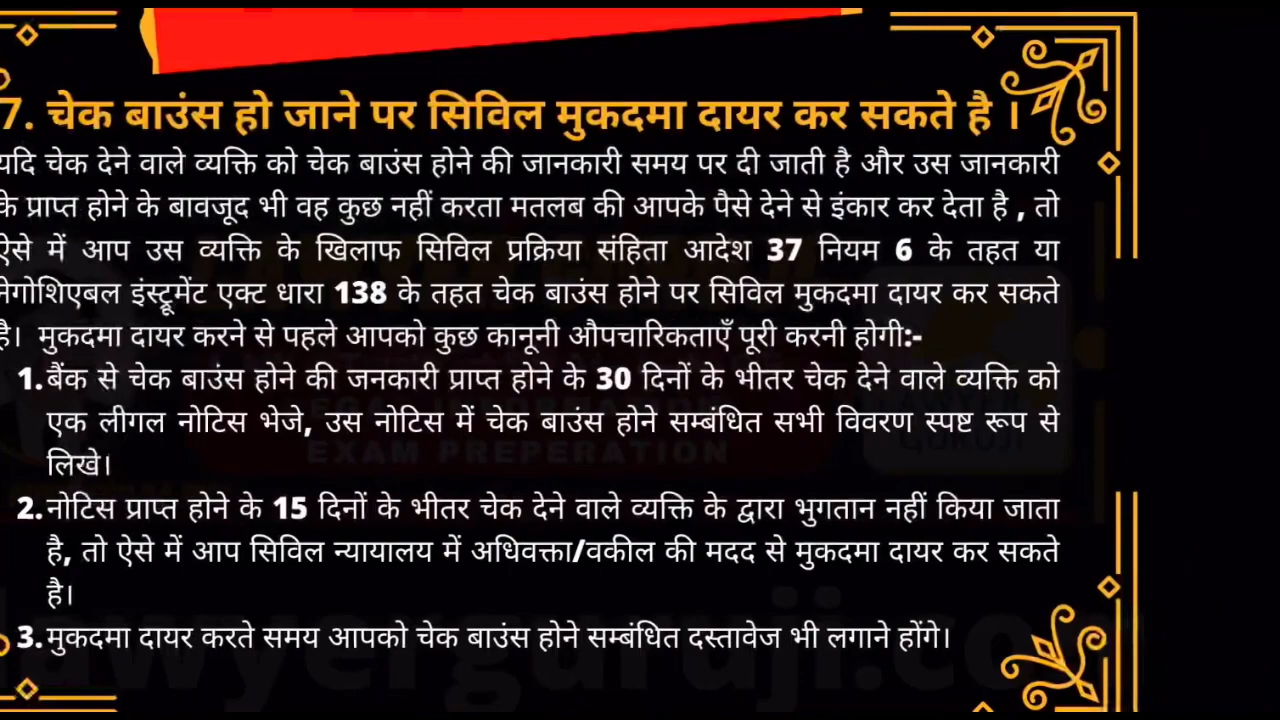 7. चेक बाउंस हो जाने पर सिविल मुकदमा दायर कर सकते है ।
यदि चेक देने वाले व्यक्ति को चेक बाउंस होने की जानकारी समय पर दी जाती है और उस जानकारी
के प्राप्त होने के बावजूद भी वह कुछ नहीं करता मतलब की आपके पैसे देने से इंकार कर देता है , तो
ऐसे में आप उस व्यक्ति के खिलाफ सिविल प्रक्रिया संहिता आदेश 37 नियम 6 के तहत या
नेगोशिएबल इंस्ट्रूमेंट एक्ट धारा 138 के तहत चेक बाउंस होने पर सिविल मुकदमा दायर कर सकते
है। मुकदमा दायर करने से पहले आपको कुछ कानूनी औपचारिकताएँ पूरी करनी होगी:-
1. बैंक से चेक बाउंस होने की जनकारी प्राप्त होने के 30 दिनों के भीतर चेक देने वाले व्यक्ति को
एक लीगल नोटिस भेजे, उस नोटिस में चेक बाउंस होने सम्बंधित सभी विवरण स्पष्ट रूप से
लिखे।
2. नोटिस प्राप्त होने के 15 दिनों के भीतर चेक देने वाले व्यक्ति के द्वारा भुगतान नहीं किया जाता
है, तो ऐसे में आप सिविल न्यायालय में अधिवक्ता/वकील की मदद से मुकदमा दायर कर सकते
है।
3. मुकदमा दायर करते समय आपको चेक बाउंस होने सम्बंधित दस्तावेज भी लगाने होंगे।
EXAM PREPERATION
lawyerguruji.co